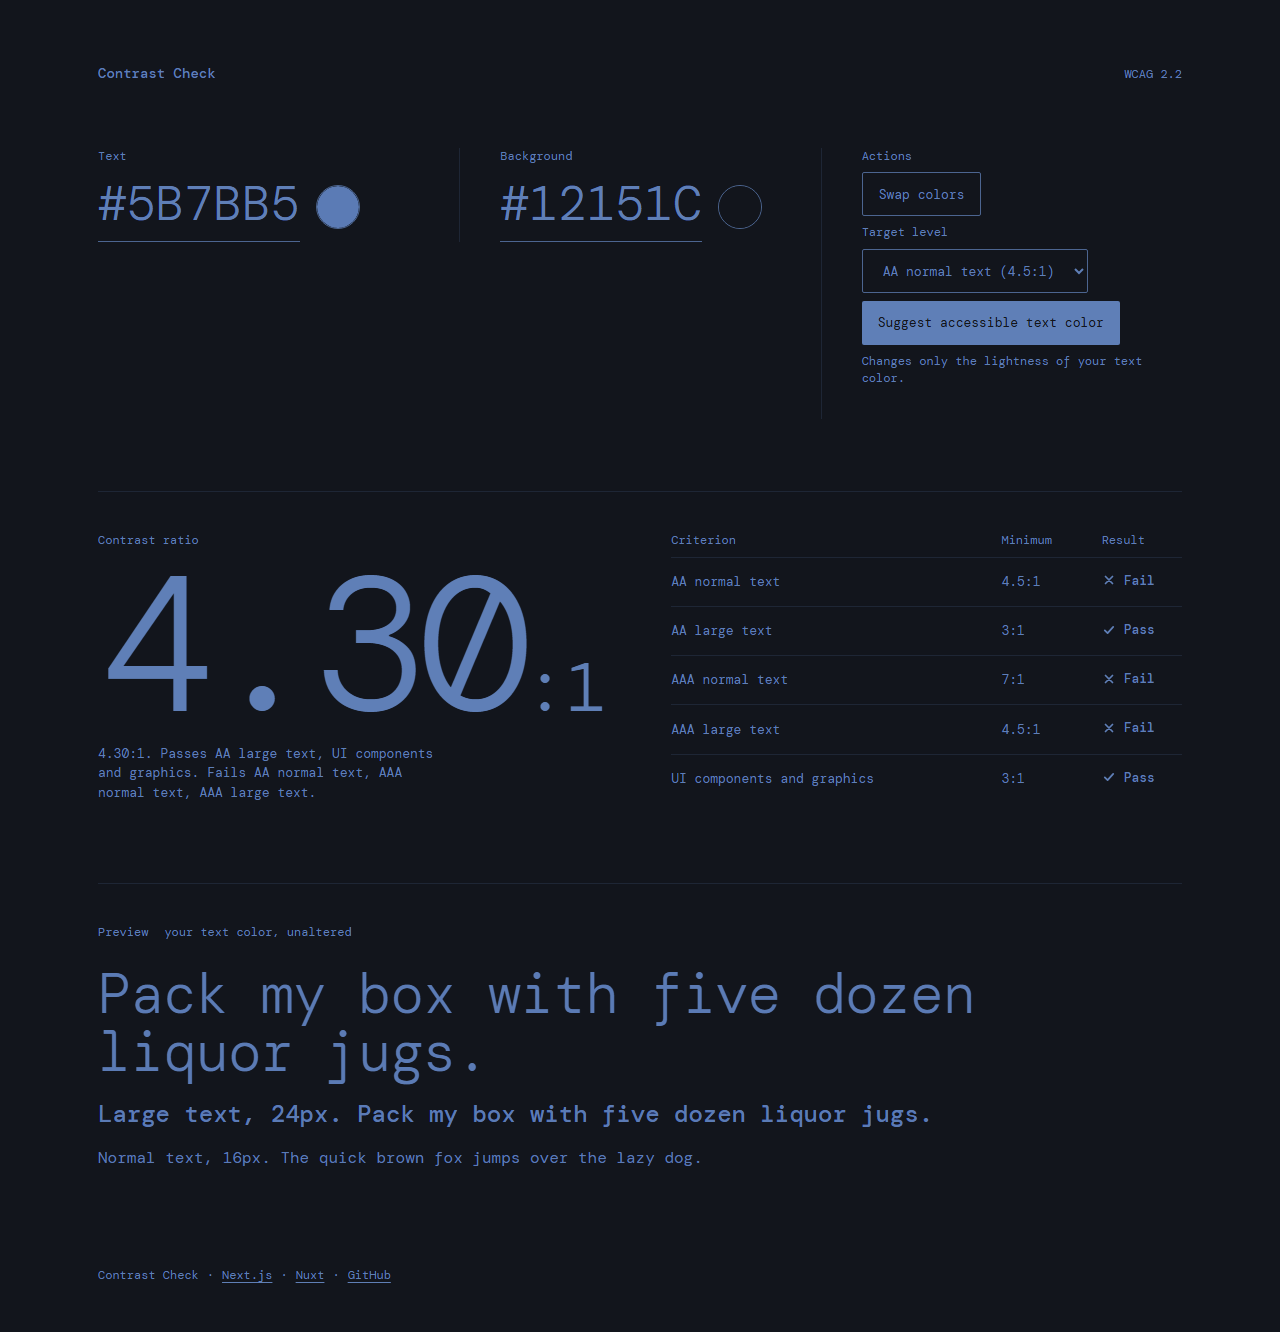 Contrast Check
WCAG 2.2
Text
#5B7BB5
Background
#12151C
Actions
Swap colors
Target level
AA normal text (4.5:1)
Suggest accessible text color
Changes only the lightness of your text
color.
Contrast ratio
4.30:1
4.30:1. Passes AA large text, UI components
and graphics. Fails AA normal text, AAA
normal text, AAA large text.
Criterion Minimum Result
AA normal text 4.5:1 Fail
AA large text 3:1 Pass
AAA normal text 7:1 Fail
AAA large text 4.5:1 Fail
UI components and graphics 3:1 Pass
Preview your text color, unaltered
Pack my box with five dozen
liquor jugs.
Large text, 24px. Pack my box with five dozen liquor jugs.
Normal text, 16px. The quick brown fox jumps over the lazy dog.
Contrast Check · Next.js · Nuxt · GitHub